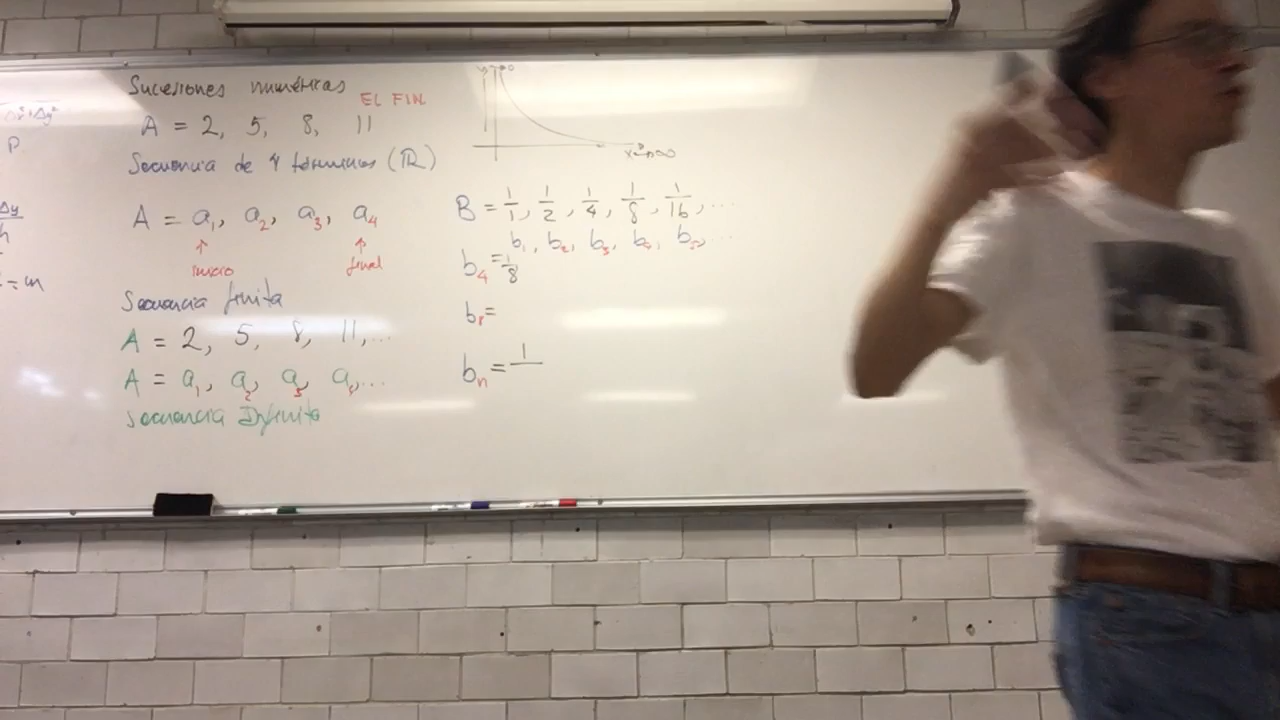 Sucesiones numéricas
EL FIN
A = 2, 5, 8, 11
Secuencia de 4 términos (ℝ)
A = a₁, a₂, a₃, a₄
↑ ↑
inicio final
Secuencia finita
A = 2, 5, 8, 11,...
A = a₁, a₂, a₃, a₄,...
Secuencia Infinita
B = 1/1, 1/2, 1/4, 1/8, 1/16, ....
b₁, b₂, b₃, b₄, b₅, ...
b₄ = 1/8
bₙ = 1/
Δy
P